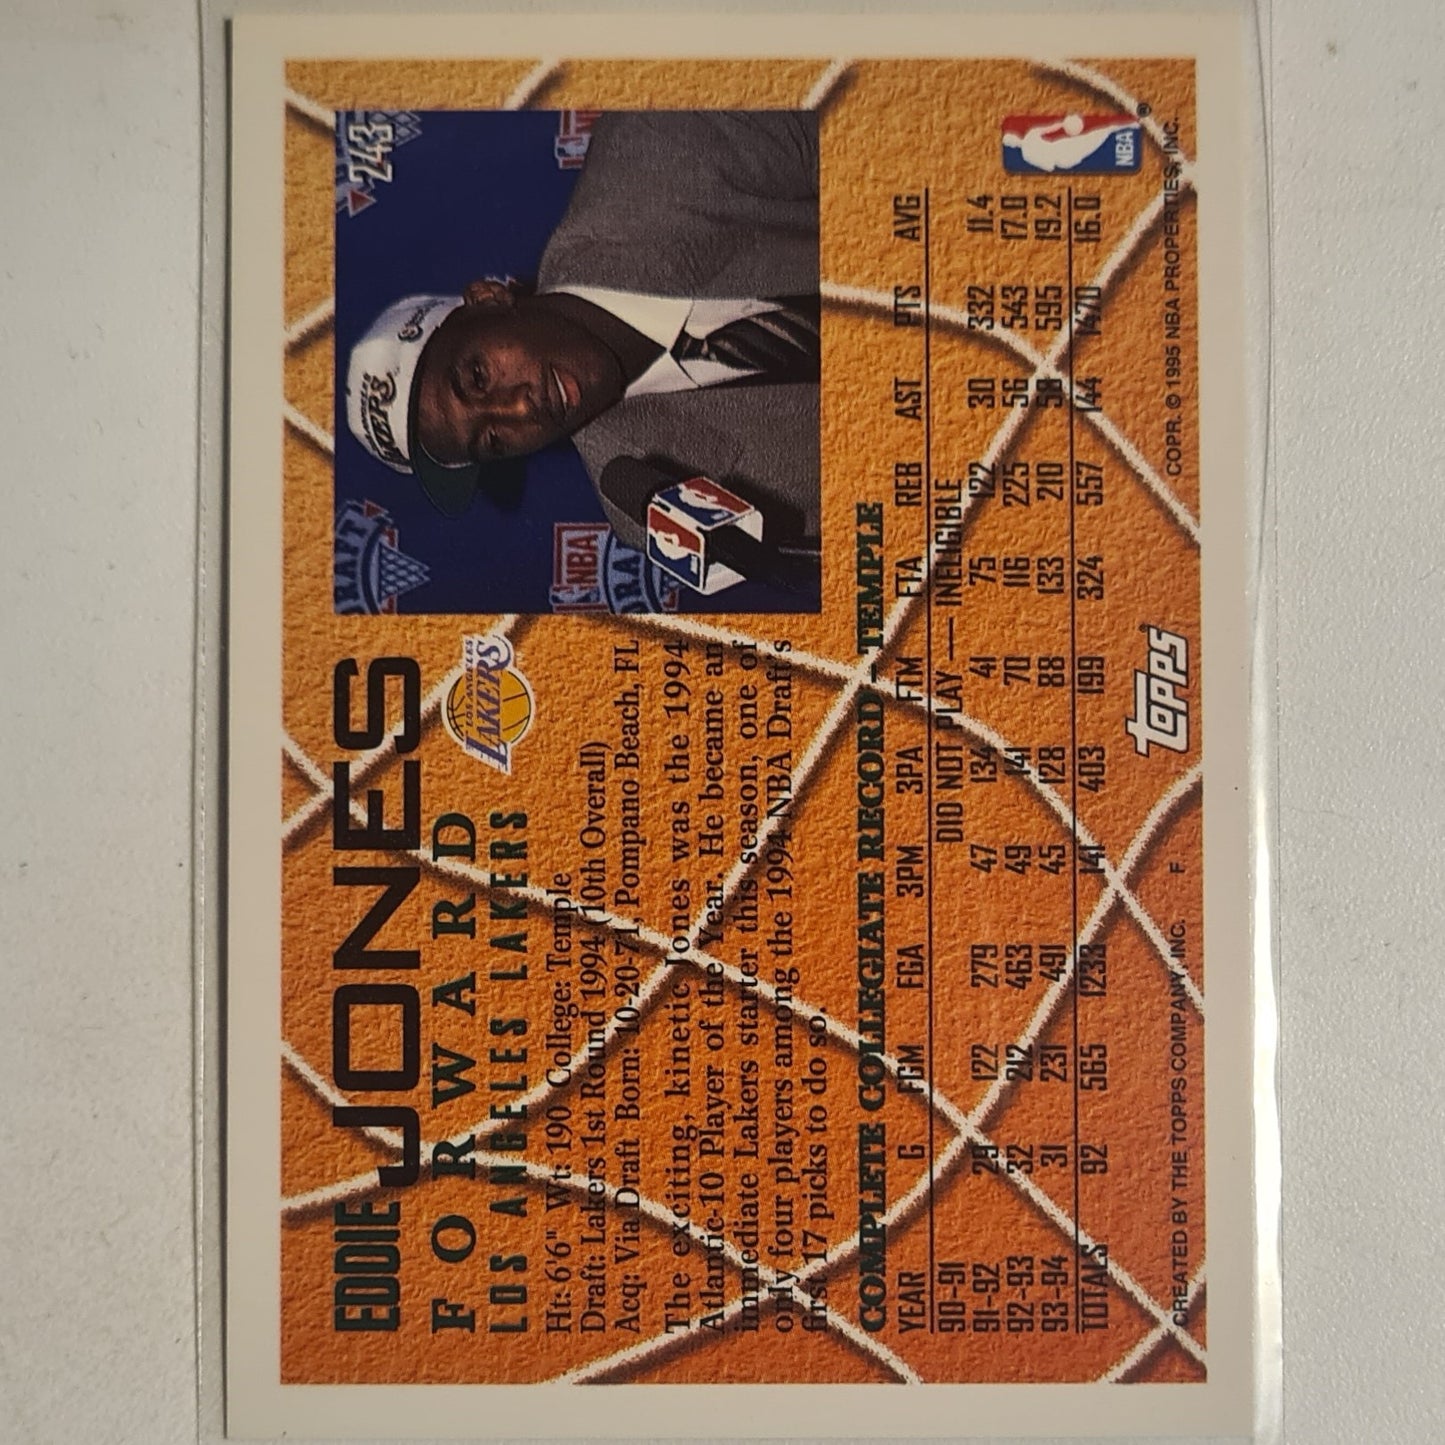 EDDIE JONES
FORWARD
LOS ANGELES LAKERS
LOS ANGELES
LAKERS
Ht: 6'6" Wt: 190 College: Temple
Draft: Lakers 1st Round 1994 (10th Overall)
Acq: Via Draft Born: 10-20-71, Pompano Beach, FL
The exciting, kinetic Jones was the 1994
Atlantic-10 Player of the Year. He became an
immediate Lakers starter this season, one of
only four players among the 1994 NBA Draft's
first 17 picks to do so.
243
DRAFT
NBA
DRA
LAKERS
COMPLETE COLLEGIATE RECORD — TEMPLE
YEAR G FGM FGA 3PM 3PA FTM FTA REB AST PTS AVG
90-91 DID NOT PLAY — INELIGIBLE
91-92 29 122 279 47 134 41 75 122 30 332 11.4
92-93 32 212 463 49 141 70 116 225 56 543 17.0
93-94 31 231 491 45 128 88 133 210 58 595 19.2
TOTALS 92 565 1233 141 403 199 324 557 144 1470 16.0
NBA ®
CREATED BY THE TOPPS COMPANY, INC. F TOPPS COPR. © 1995 NBA PROPERTIES, INC.